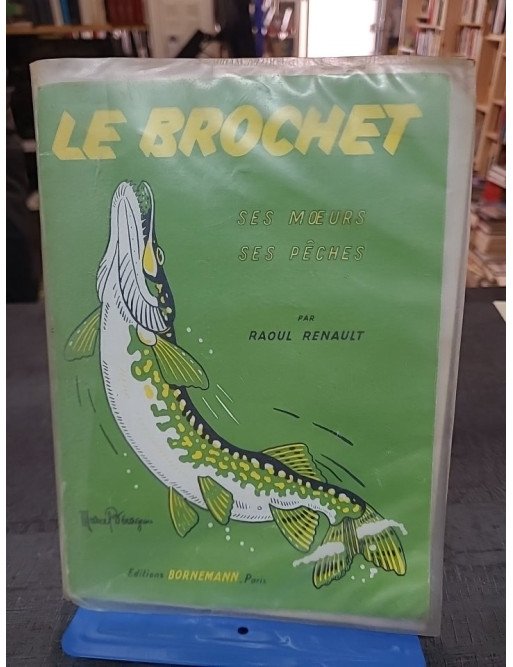 LE BROCHET
SES MŒURS
SES PÊCHES
PAR
RAOUL RENAULT
Editions BORNEMANN, Paris